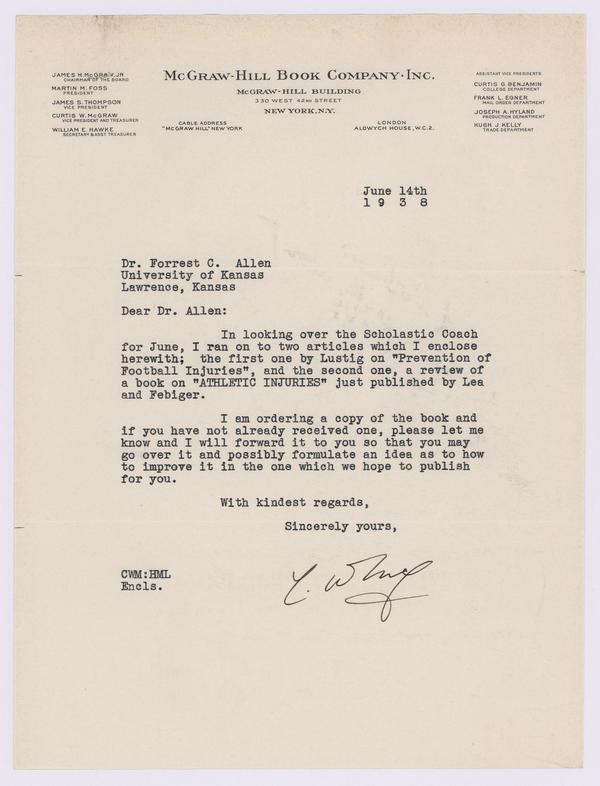 JAMES H. McGRAW, JR.
CHAIRMAN OF THE BOARD
MARTIN M. FOSS
PRESIDENT
JAMES S. THOMPSON
VICE PRESIDENT
CURTIS W. McGRAW
VICE PRESIDENT AND TREASURER
WILLIAM E. HAWKE
SECRETARY & ASST. TREASURER
McGRAW-HILL BOOK COMPANY·INC.
McGRAW-HILL BUILDING
330 WEST 42ND STREET
NEW YORK, N.Y.
CABLE ADDRESS
"McGRAW HILL" NEW YORK
LONDON
ALDWYCH HOUSE, W.C.2.
ASSISTANT VICE PRESIDENTS
CURTIS G. BENJAMIN
COLLEGE DEPARTMENT
FRANK L. EGNER
MAIL ORDER DEPARTMENT
JOSEPH A. HYLAND
PRODUCTION DEPARTMENT
HUGH J. KELLY
TRADE DEPARTMENT
June 14th
1 9 3 8
Dr. Forrest C. Allen
University of Kansas
Lawrence, Kansas
Dear Dr. Allen:
In looking over the Scholastic Coach
for June, I ran on to two articles which I enclose
herewith; the first one by Lustig on "Prevention of
Football Injuries", and the second one, a review of
a book on "ATHLETIC INJURIES" just published by Lea
and Febiger.
I am ordering a copy of the book and
if you have not already received one, please let me
know and I will forward it to you so that you may
go over it and possibly formulate an idea as to how
to improve it in the one which we hope to publish
for you.
With kindest regards,
Sincerely yours,
CWM:HML
Encls.